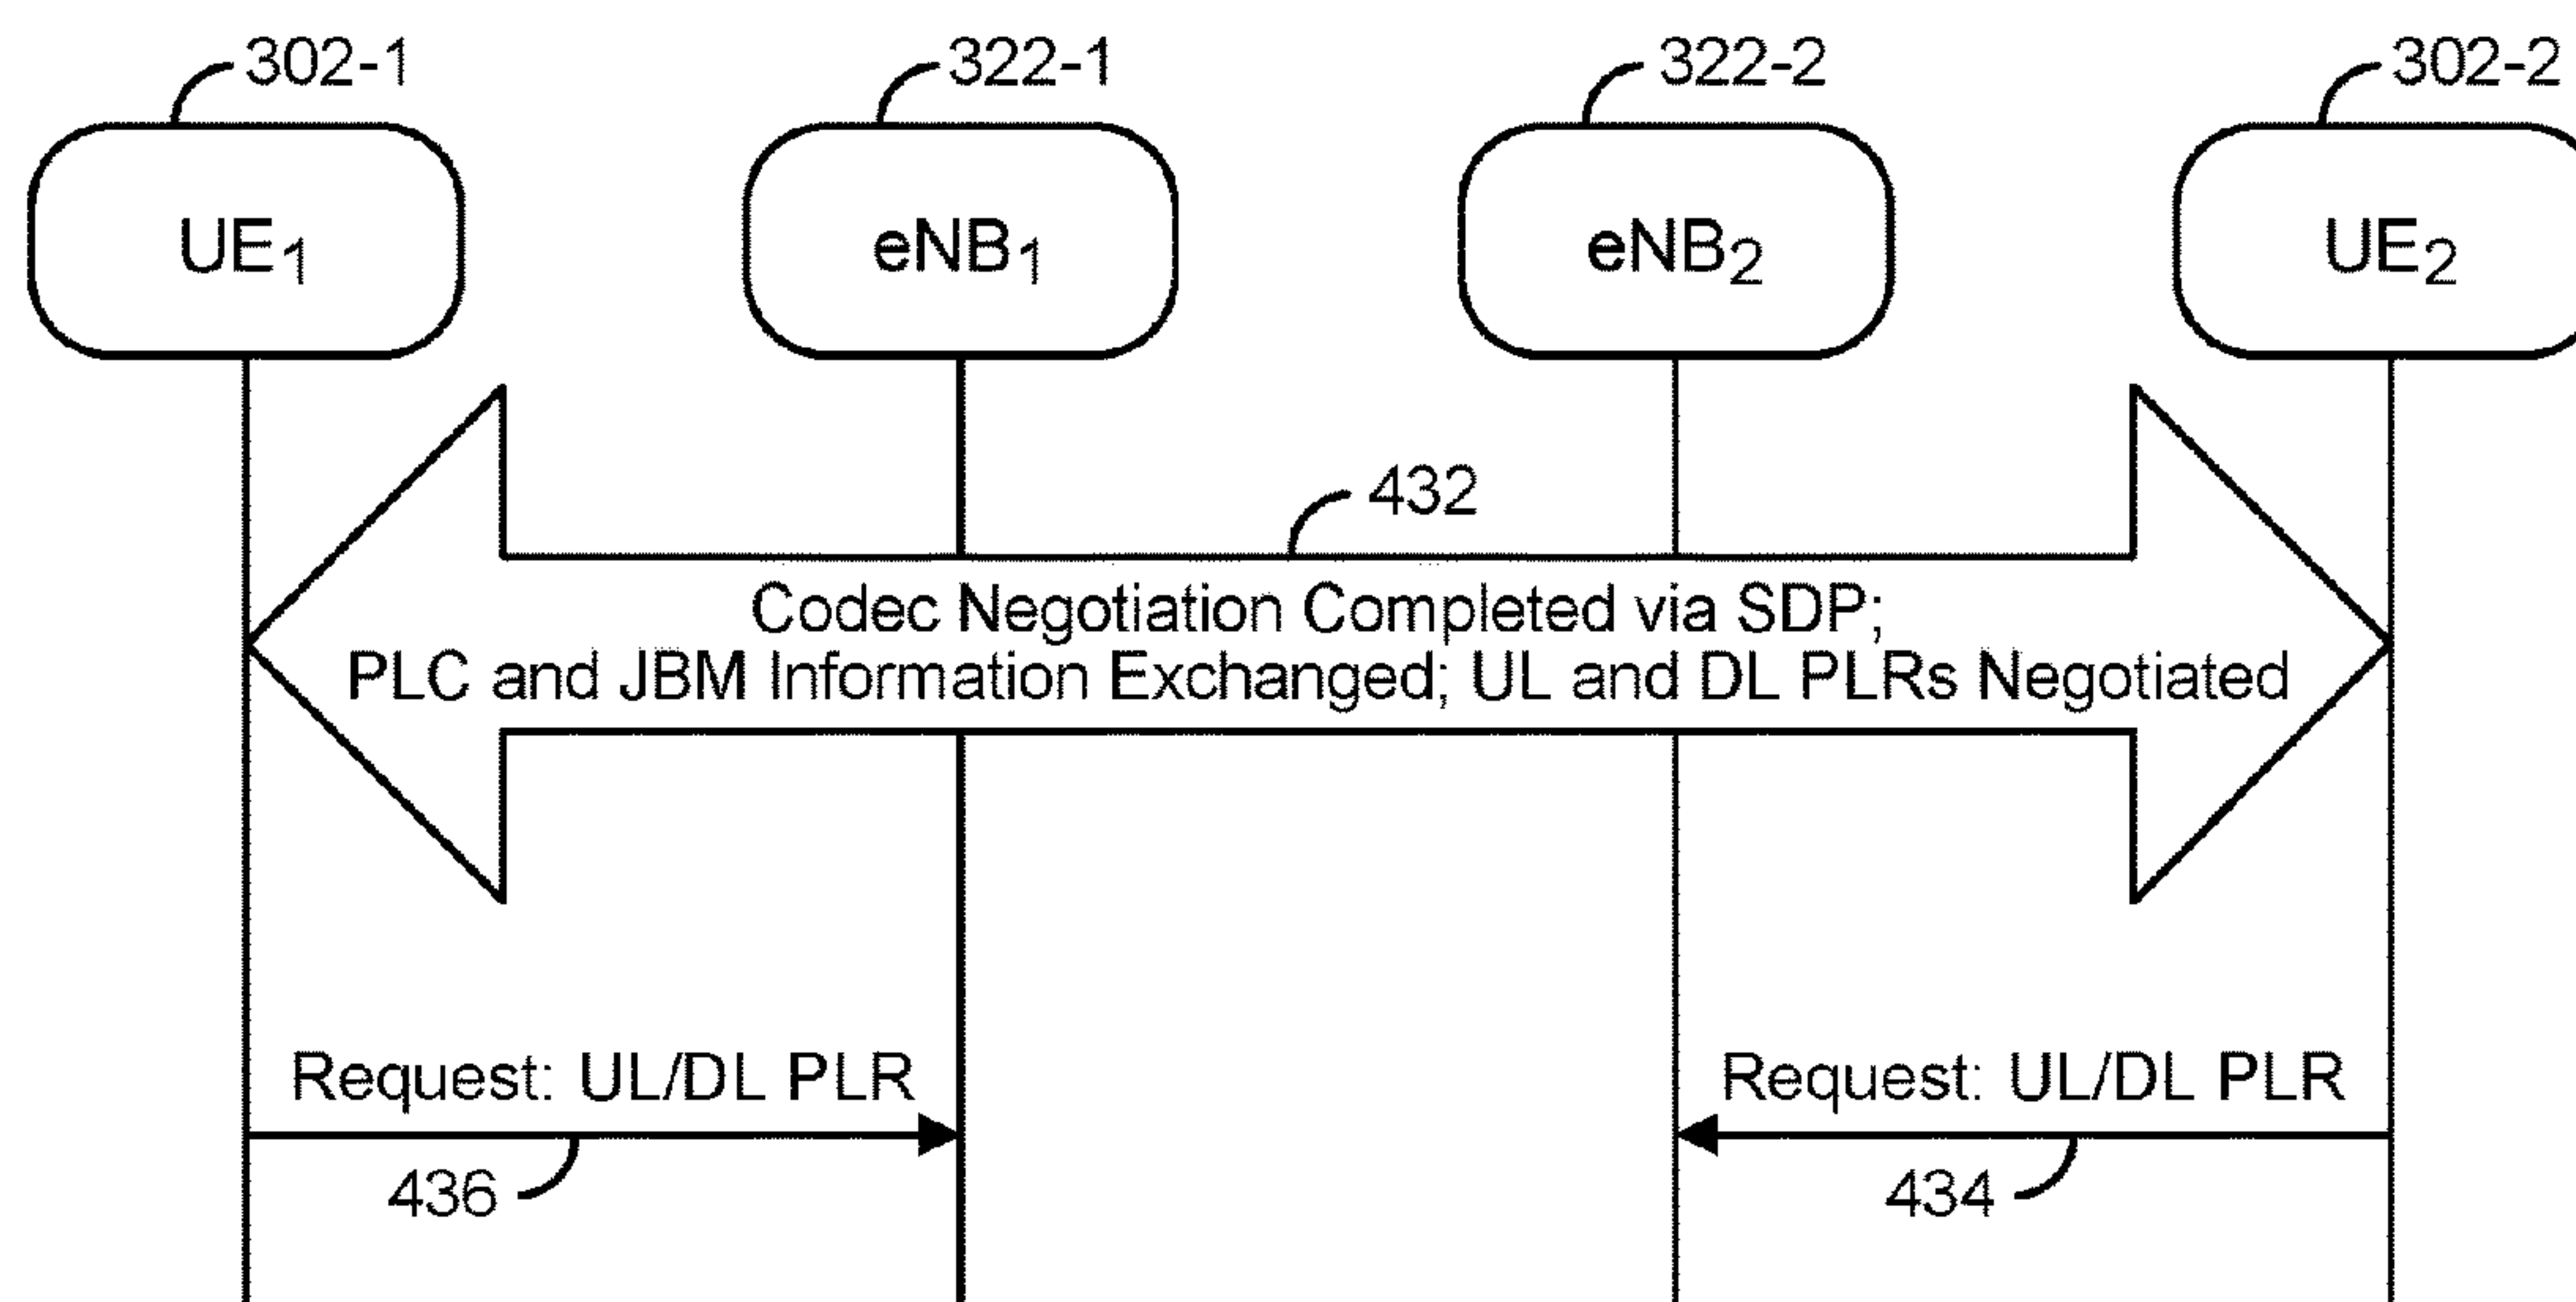 302-1
322-1
322-2
302-2
UE1
eNB1
eNB2
UE2
432
Codec Negotiation Completed via SDP;
PLC and JBM Information Exchanged; UL and DL PLRs Negotiated
Request: UL/DL PLR
Request: UL/DL PLR
436
434